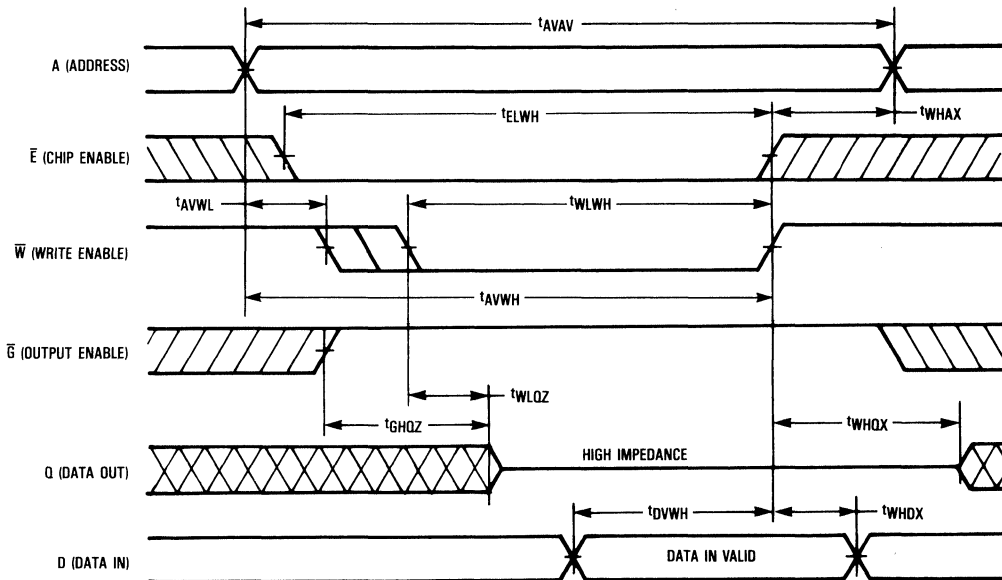 tAVAV
A (ADDRESS)
tELWH
tWHAX
E̅ (CHIP ENABLE)
tAVWL
tWLWH
W̅ (WRITE ENABLE)
tAVWH
G̅ (OUTPUT ENABLE)
tWLQZ
tGHQZ
tWHQX
Q (DATA OUT)
HIGH IMPEDANCE
tDVWH
tWHDX
D (DATA IN)
DATA IN VALID